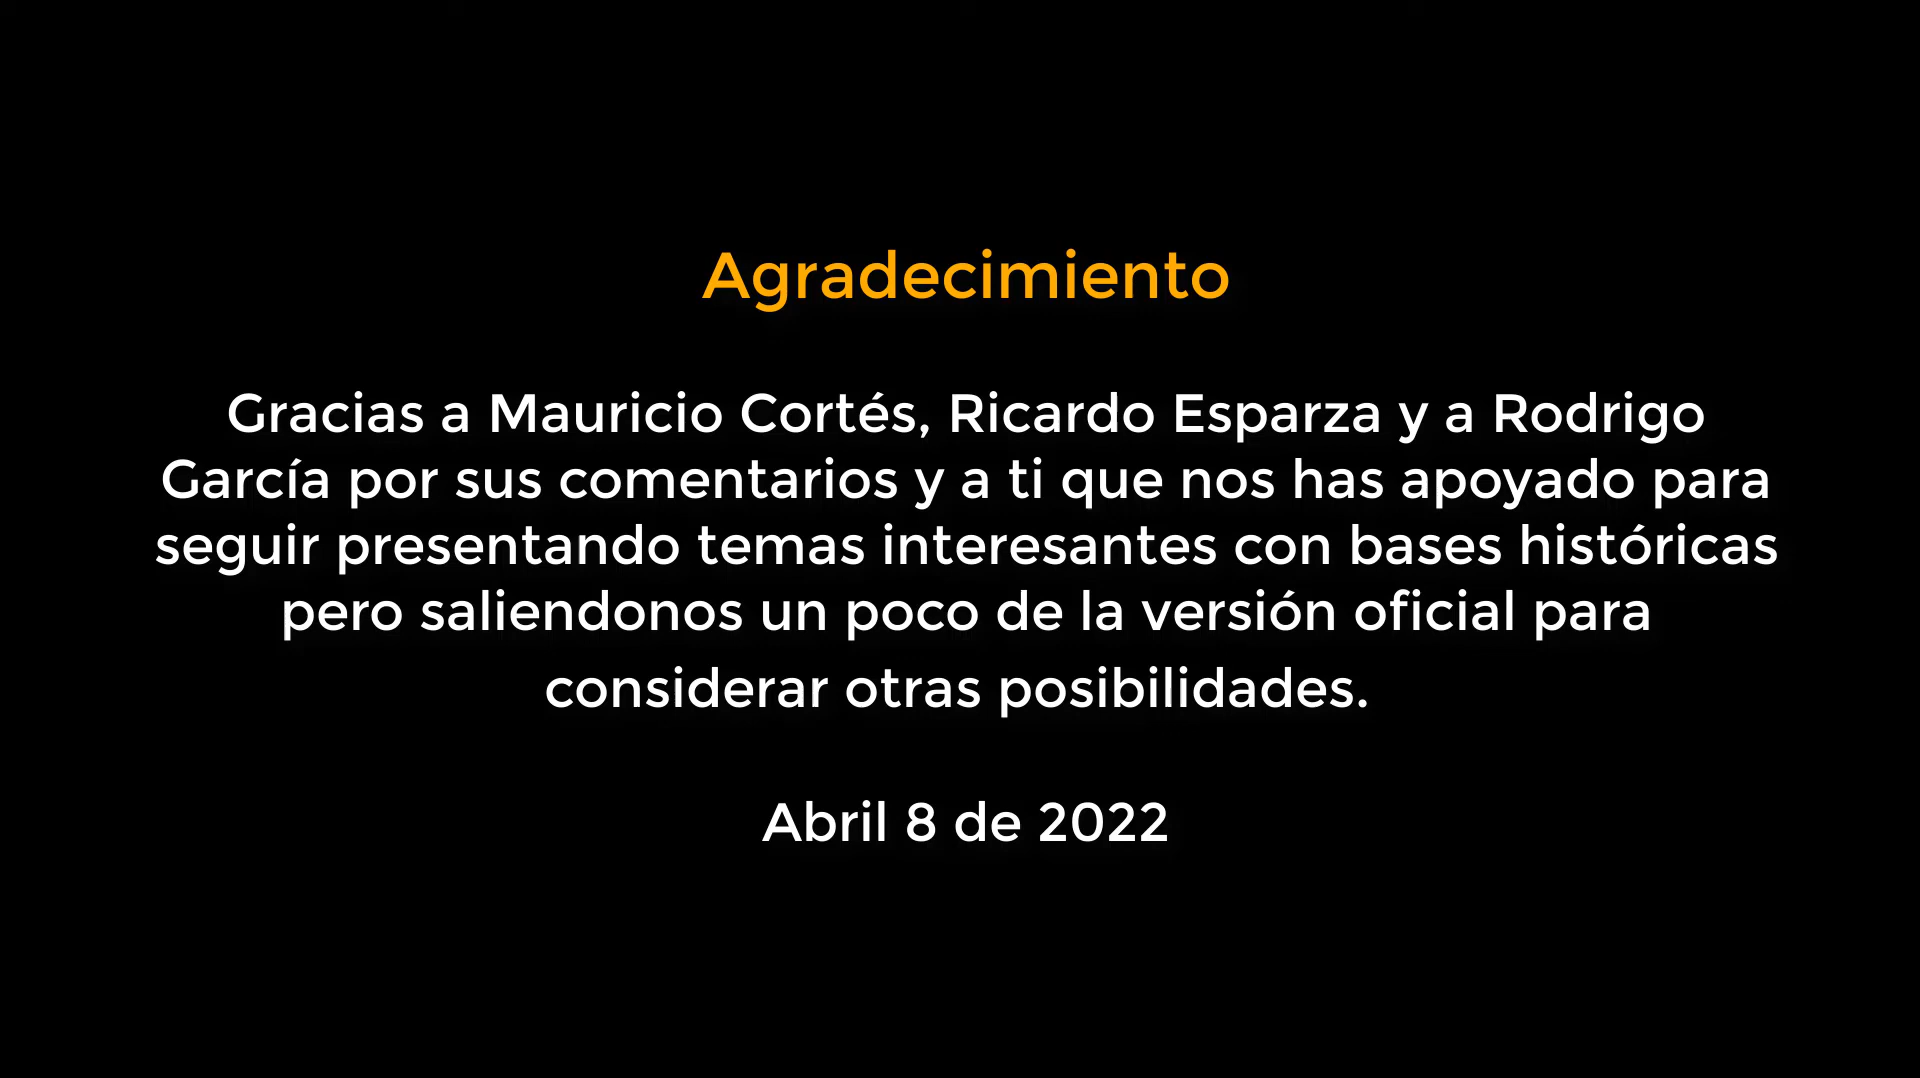 Agradecimiento
Gracias a Mauricio Cortés, Ricardo Esparza y a Rodrigo
García por sus comentarios y a ti que nos has apoyado para
seguir presentando temas interesantes con bases históricas
pero saliendonos un poco de la versión oficial para
considerar otras posibilidades.
Abril 8 de 2022